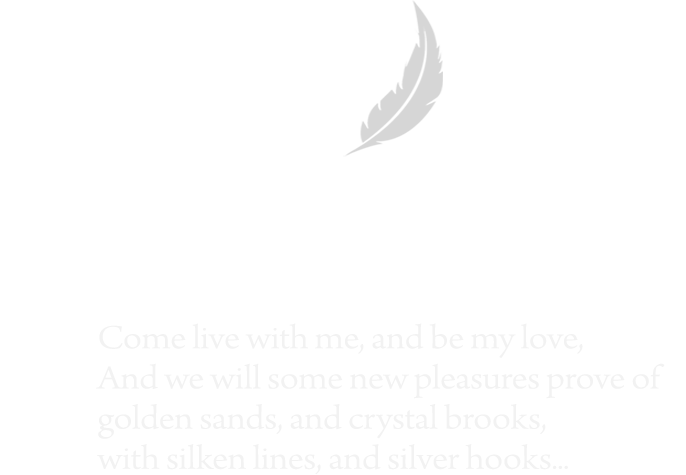 Come live with me, and be my love,
And we will some new pleasures prove of
golden sands, and crystal brooks,
with silken lines, and silver hooks...